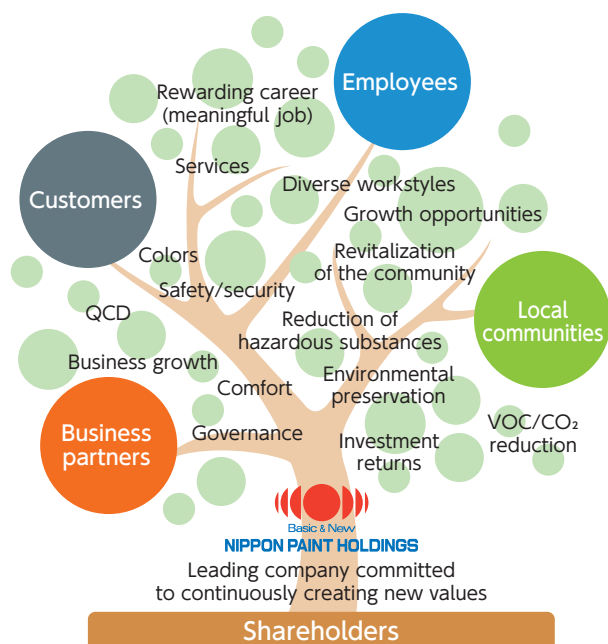 Employees
Rewarding career
(meaningful job)
Services
Diverse workstyles
Customers
Growth opportunities
Colors
Revitalization
of the community
Safety/security
QCD
Local
communities
Reduction of
hazardous substances
Business growth
Environmental
preservation
Comfort
Business
partners
Governance
VOC/CO₂
reduction
Investment
returns
Basic & New
NIPPON PAINT HOLDINGS
Leading company committed
to continuously creating new values
Shareholders